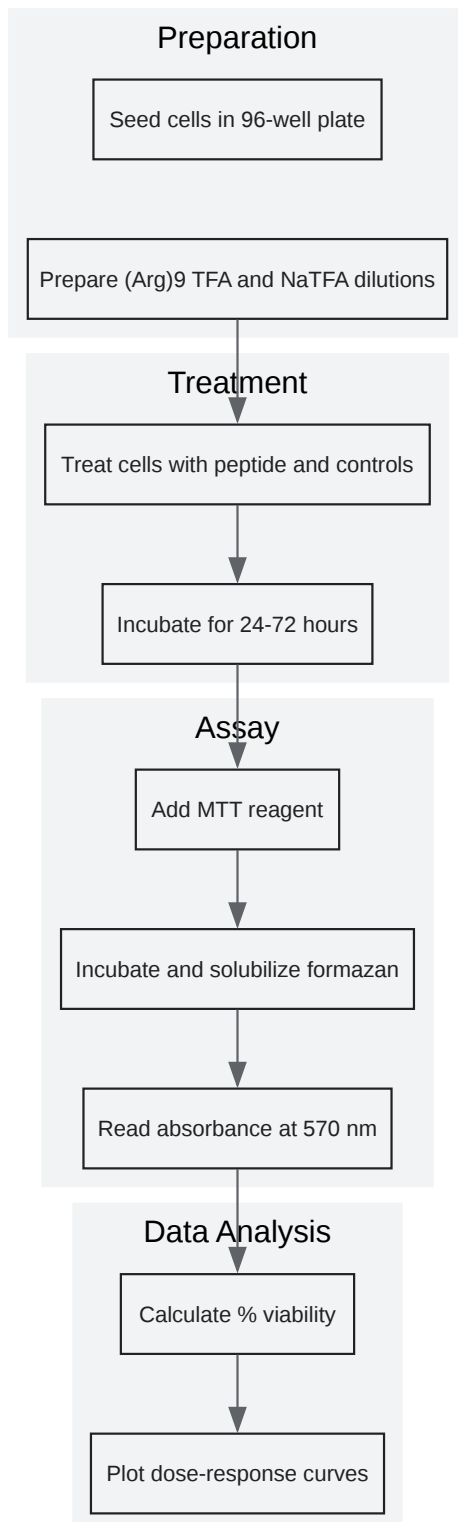 Preparation
Seed cells in 96-well plate
Prepare (Arg)9 TFA and NaTFA dilutions
Treatment
Treat cells with peptide and controls
Incubate for 24-72 hours
Assay
Add MTT reagent
Incubate and solubilize formazan
Read absorbance at 570 nm
Data Analysis
Calculate % viability
Plot dose-response curves